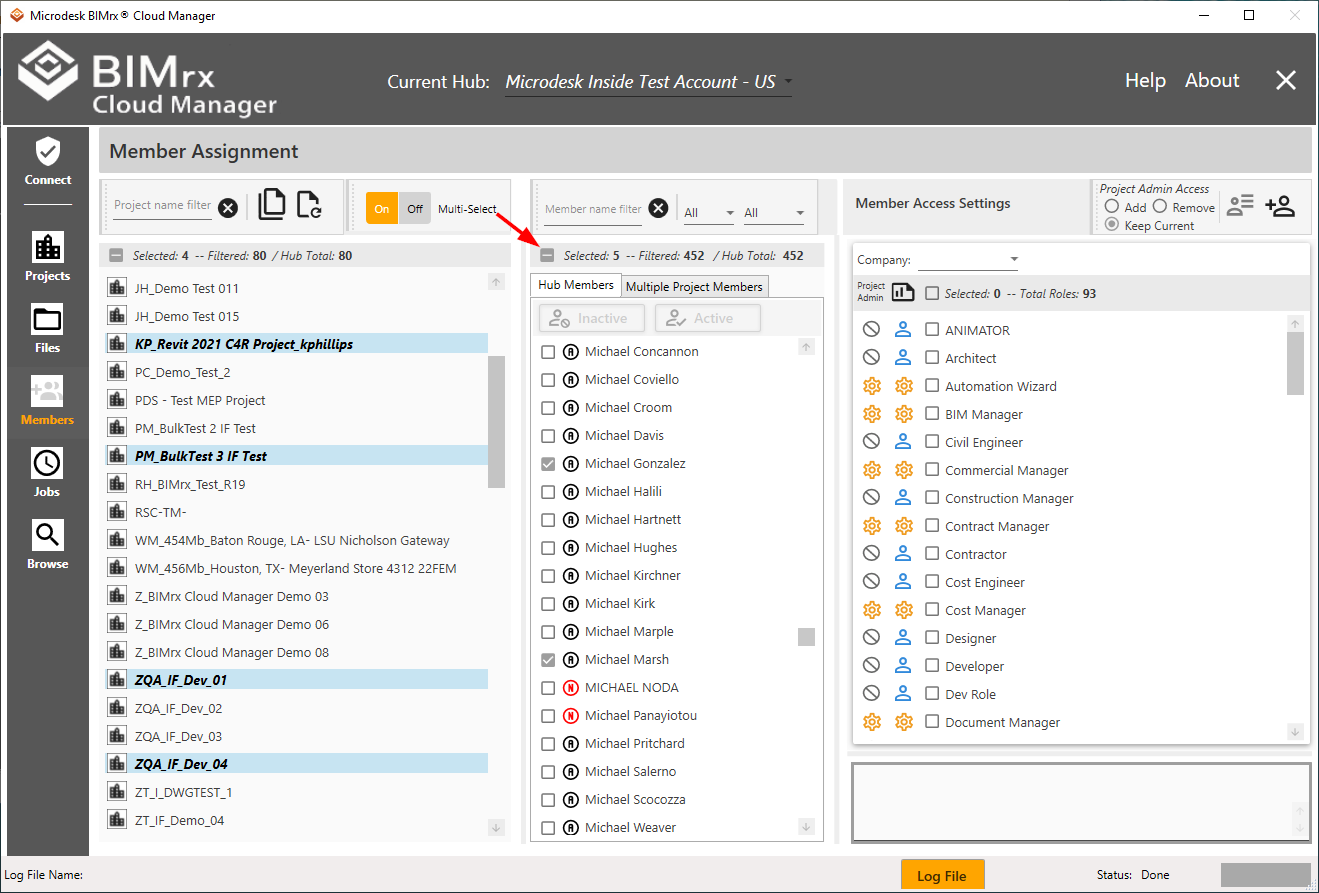 Microdesk BIMrx® Cloud Manager
BIMrx
Cloud Manager
Current Hub: Microdesk Inside Test Account - US
Help About
Connect
Projects
Files
Members
Jobs
Browse
Member Assignment
Project name filter
On Off Multi-Select
Selected: 4 -- Filtered: 80 / Hub Total: 80
JH_Demo Test 011
JH_Demo Test 015
KP_Revit 2021 C4R Project_kphillips
PC_Demo_Test_2
PDS - Test MEP Project
PM_BulkTest 2 IF Test
PM_BulkTest 3 IF Test
RH_BIMrx_Test_R19
RSC-TM-
WM_454Mb_Baton Rouge, LA- LSU Nicholson Gateway
WM_456Mb_Houston, TX- Meyerland Store 4312 22FEM
Z_BIMrx Cloud Manager Demo 03
Z_BIMrx Cloud Manager Demo 06
Z_BIMrx Cloud Manager Demo 08
ZQA_IF_Dev_01
ZQA_IF_Dev_02
ZQA_IF_Dev_03
ZQA_IF_Dev_04
ZT_I_DWGTEST_1
ZT_IF_Demo_04
Member name filter
All All
Selected: 5 -- Filtered: 452 / Hub Total: 452
Hub Members Multiple Project Members
Inactive Active
A Michael Concannon
A Michael Coviello
A Michael Croom
A Michael Davis
A Michael Gonzalez
A Michael Halili
A Michael Hartnett
A Michael Hughes
A Michael Kirchner
A Michael Kirk
A Michael Marple
A Michael Marsh
N MICHAEL NODA
N Michael Panayiotou
A Michael Pritchard
A Michael Salerno
A Michael Scocozza
A Michael Weaver
Member Access Settings
Project Admin Access
Add Remove
Keep Current
Company:
Project
Admin
Selected: 0 -- Total Roles: 93
ANIMATOR
Architect
Automation Wizard
BIM Manager
Civil Engineer
Commercial Manager
Construction Manager
Contract Manager
Contractor
Cost Engineer
Cost Manager
Designer
Developer
Dev Role
Document Manager
Log File Name:
Log File
Status: Done